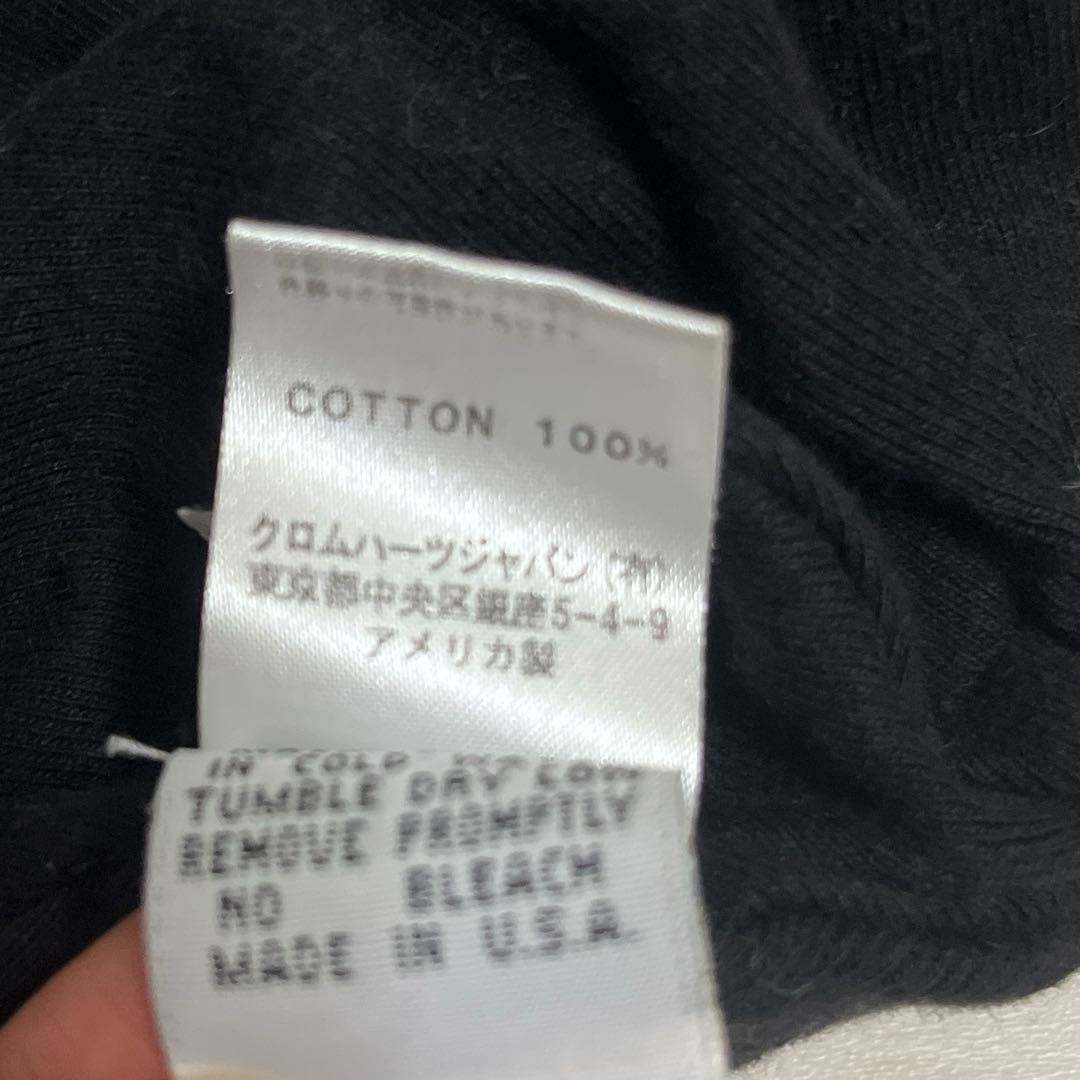 COTTON 100%
クロムハーツジャパン(有)
東京都中央区銀座5-4-9
アメリカ製
IN COLD
TUMBLE DRY LOW
REMOVE PROMPTLY
NO BLEACH
MADE IN U.S.A.